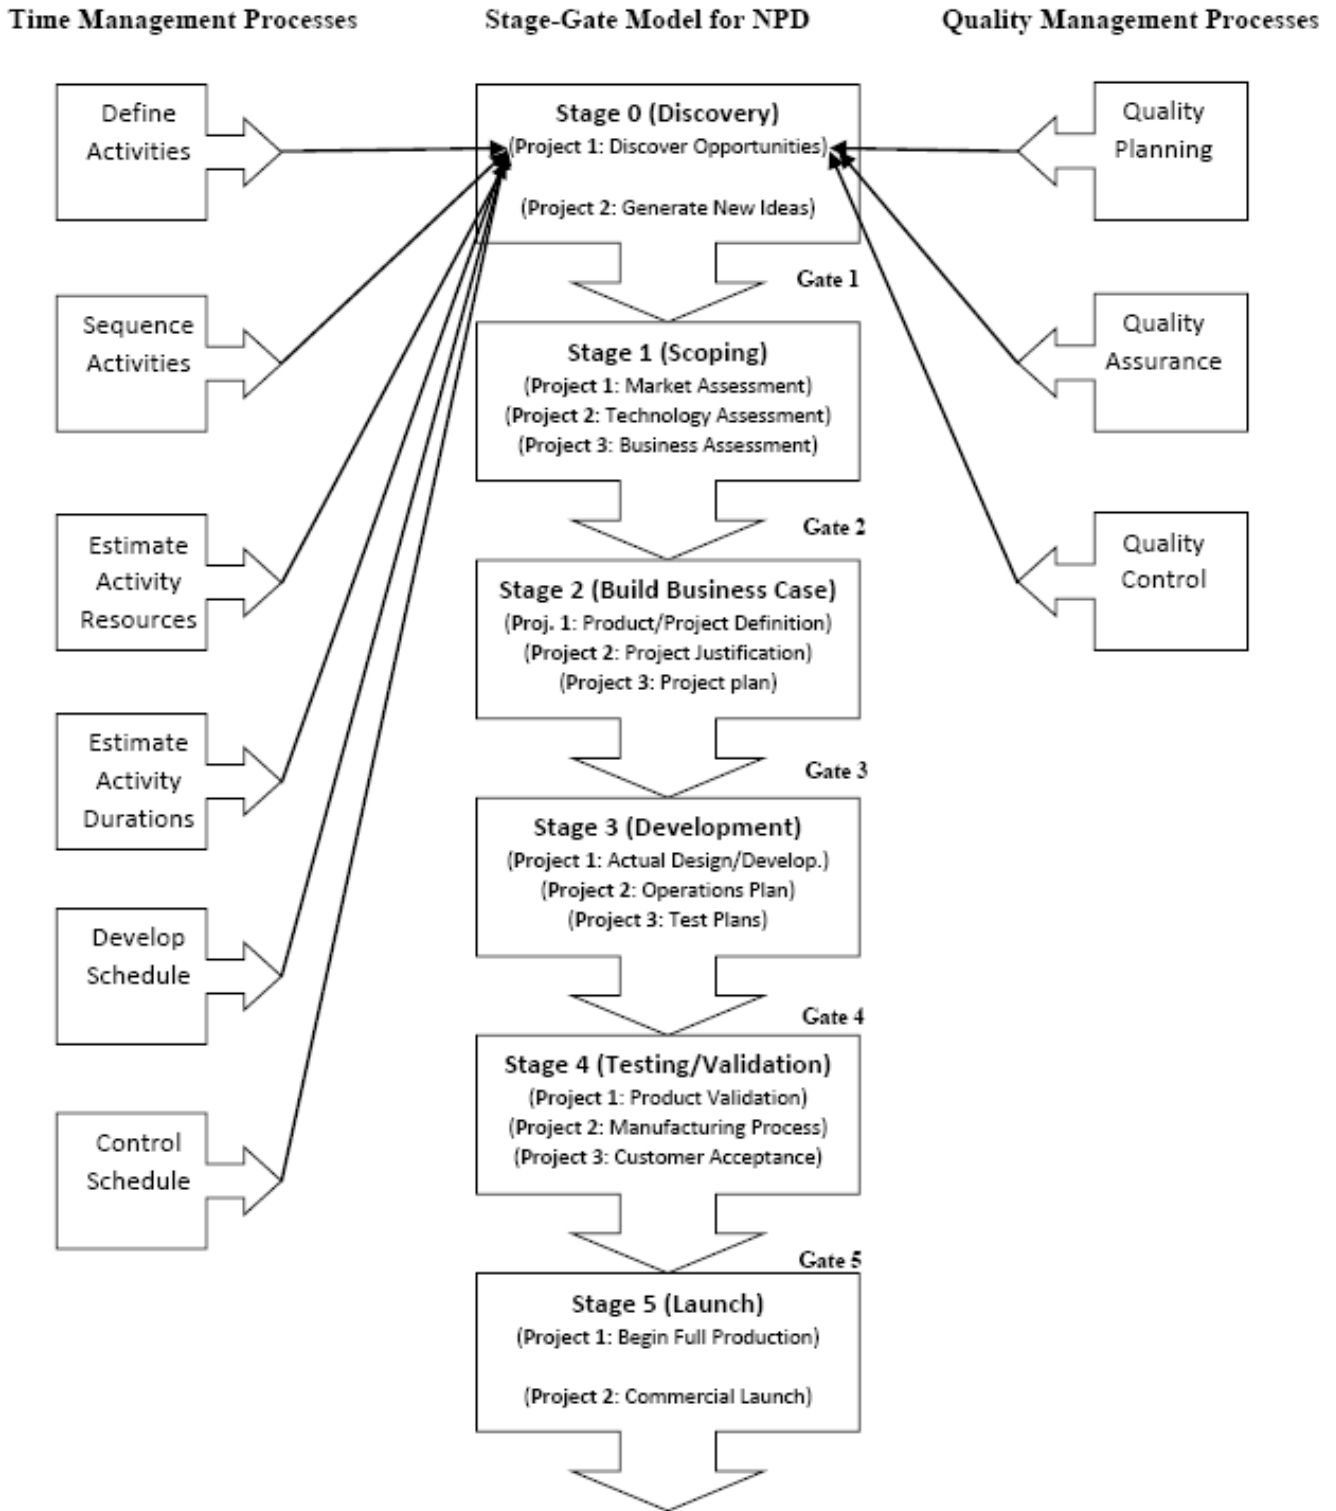 Time Management Processes
Stage-Gate Model for NPD
Quality Management Processes
Define
Activities
Sequence
Activities
Estimate
Activity
Resources
Estimate
Activity
Durations
Develop
Schedule
Control
Schedule
Stage 0 (Discovery)
(Project 1: Discover Opportunities)
(Project 2: Generate New Ideas)
Gate 1
Stage 1 (Scoping)
(Project 1: Market Assessment)
(Project 2: Technology Assessment)
(Project 3: Business Assessment)
Gate 2
Stage 2 (Build Business Case)
(Proj. 1: Product/Project Definition)
(Project 2: Project Justification)
(Project 3: Project plan)
Gate 3
Stage 3 (Development)
(Project 1: Actual Design/Develop.)
(Project 2: Operations Plan)
(Project 3: Test Plans)
Gate 4
Stage 4 (Testing/Validation)
(Project 1: Product Validation)
(Project 2: Manufacturing Process)
(Project 3: Customer Acceptance)
Gate 5
Stage 5 (Launch)
(Project 1: Begin Full Production)
(Project 2: Commercial Launch)
Quality
Planning
Quality
Assurance
Quality
Control